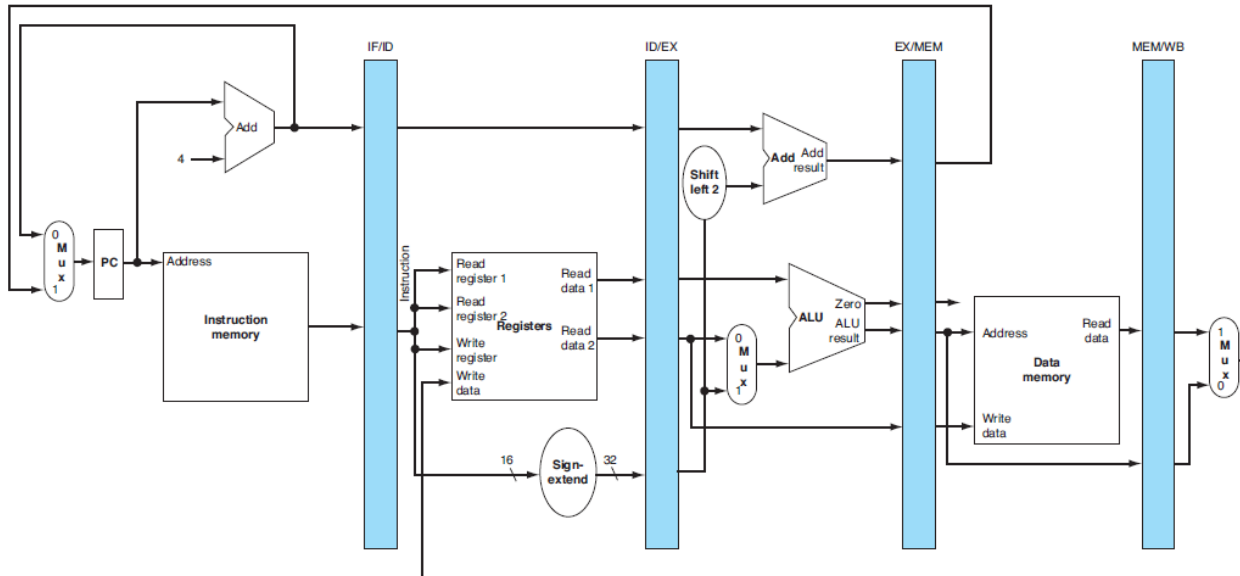 IF/ID
ID/EX
EX/MEM
MEM/WB
Add
4
Add Add
result
Shift
left 2
0
M
u
x
1
PC
Address
Instruction
memory
Instruction
Read
register 1
Read
register 2
Registers
Write
register
Write
data
Read
data 1
Read
data 2
0
M
u
x
1
Zero
ALU
ALU
result
Address
Read
data
Data
memory
Write
data
1
M
u
x
0
16
Sign-
extend
32